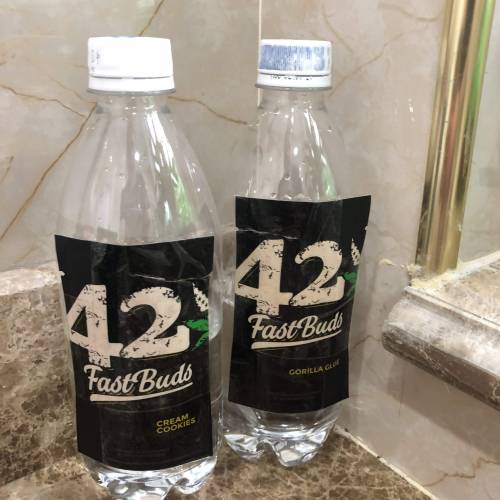 42
FastBuds
CREAM
COOKIES
42
FastBuds
GORILLA GLUE